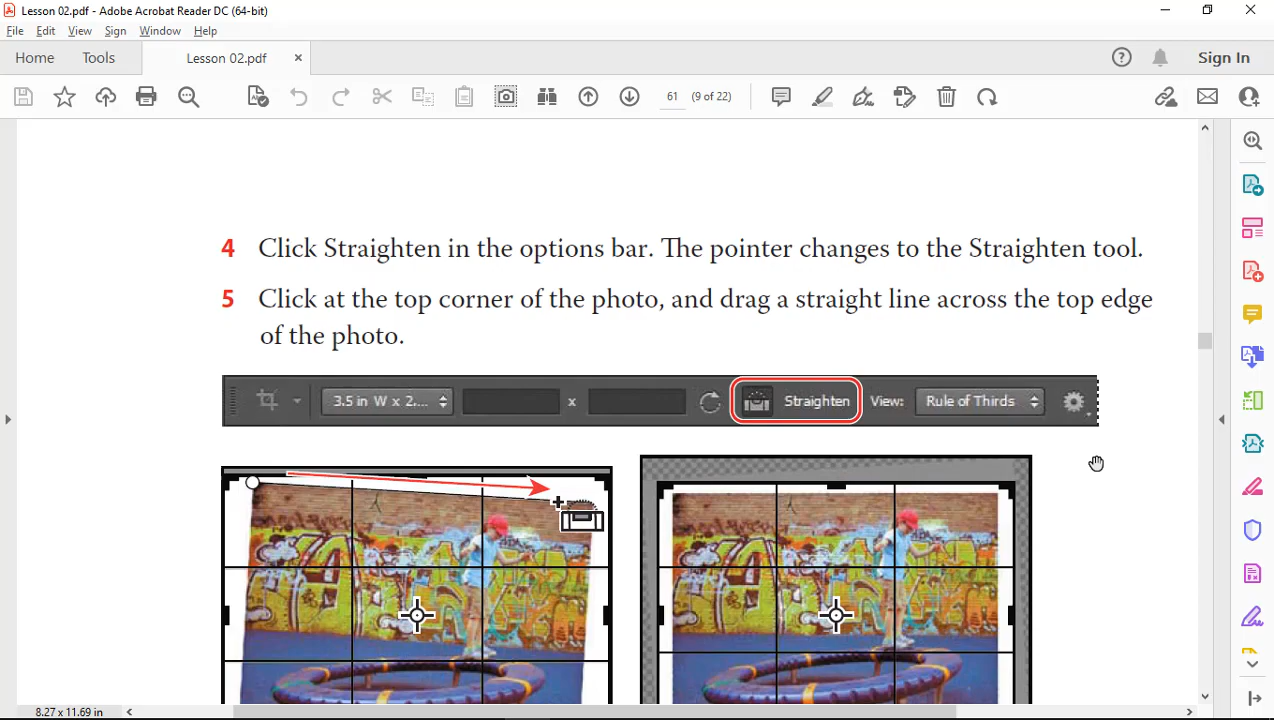 Lesson 02.pdf - Adobe Acrobat Reader DC (64-bit)
File Edit View Sign Window Help
Home Tools Lesson 02.pdf × Sign In
61 (9 of 22)
4 Click Straighten in the options bar. The pointer changes to the Straighten tool.
5 Click at the top corner of the photo, and drag a straight line across the top edge
of the photo.
3.5 in W x 2... x Straighten View: Rule of Thirds
8.27 x 11.69 in